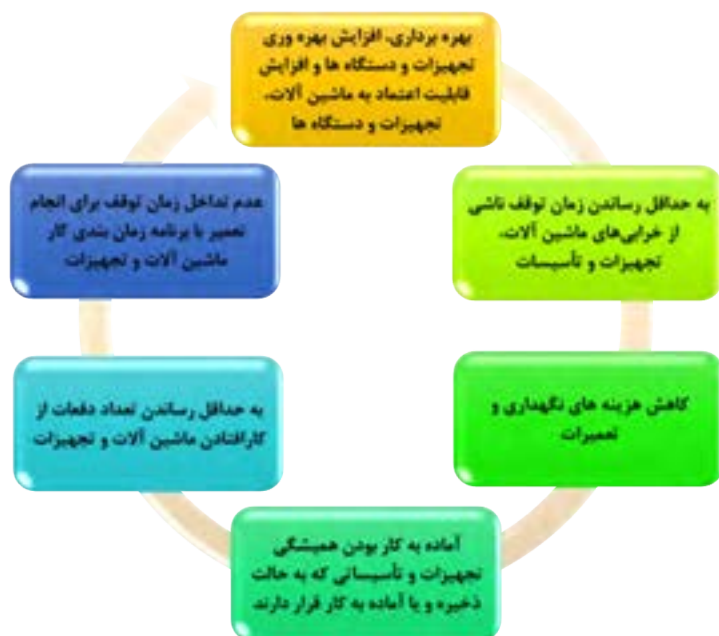 بهره برداری، افزایش بهره وری
تجهیزات و دستگاه ها و افزایش
قابلیت اعتماد به ماشین آلات،
تجهیزات و دستگاه ها
به حداقل رساندن زمان توقف ناشی
از خرابی‌های ماشین آلات،
تجهیزات و تأسیسات
کاهش هزینه های نگهداری و
تعمیرات
آماده به کار بودن همیشگی
تجهیزات و تأسیساتی که به حالت
ذخیره و یا آماده به کار قرار دارند
به حداقل رساندن تعداد دفعات از
کارافتادن ماشین آلات و تجهیزات
عدم تداخل زمان توقف برای انجام
تعمیر با برنامه زمان بندی کار
ماشین آلات و تجهیزات